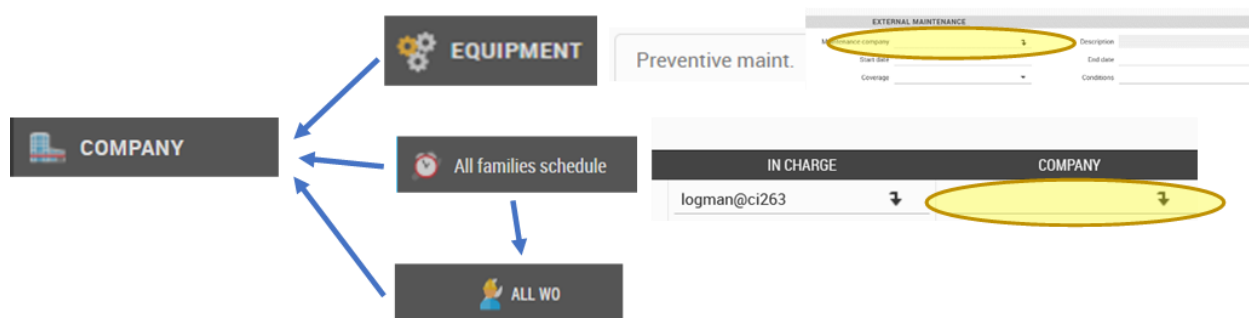 EQUIPMENT
Preventive maint.
EXTERNAL MAINTENANCE
Maintenance company
Description
Start date
End date
Coverage
Conditions
COMPANY
All families schedule
IN CHARGE
COMPANY
logman@ci263
ALL WO